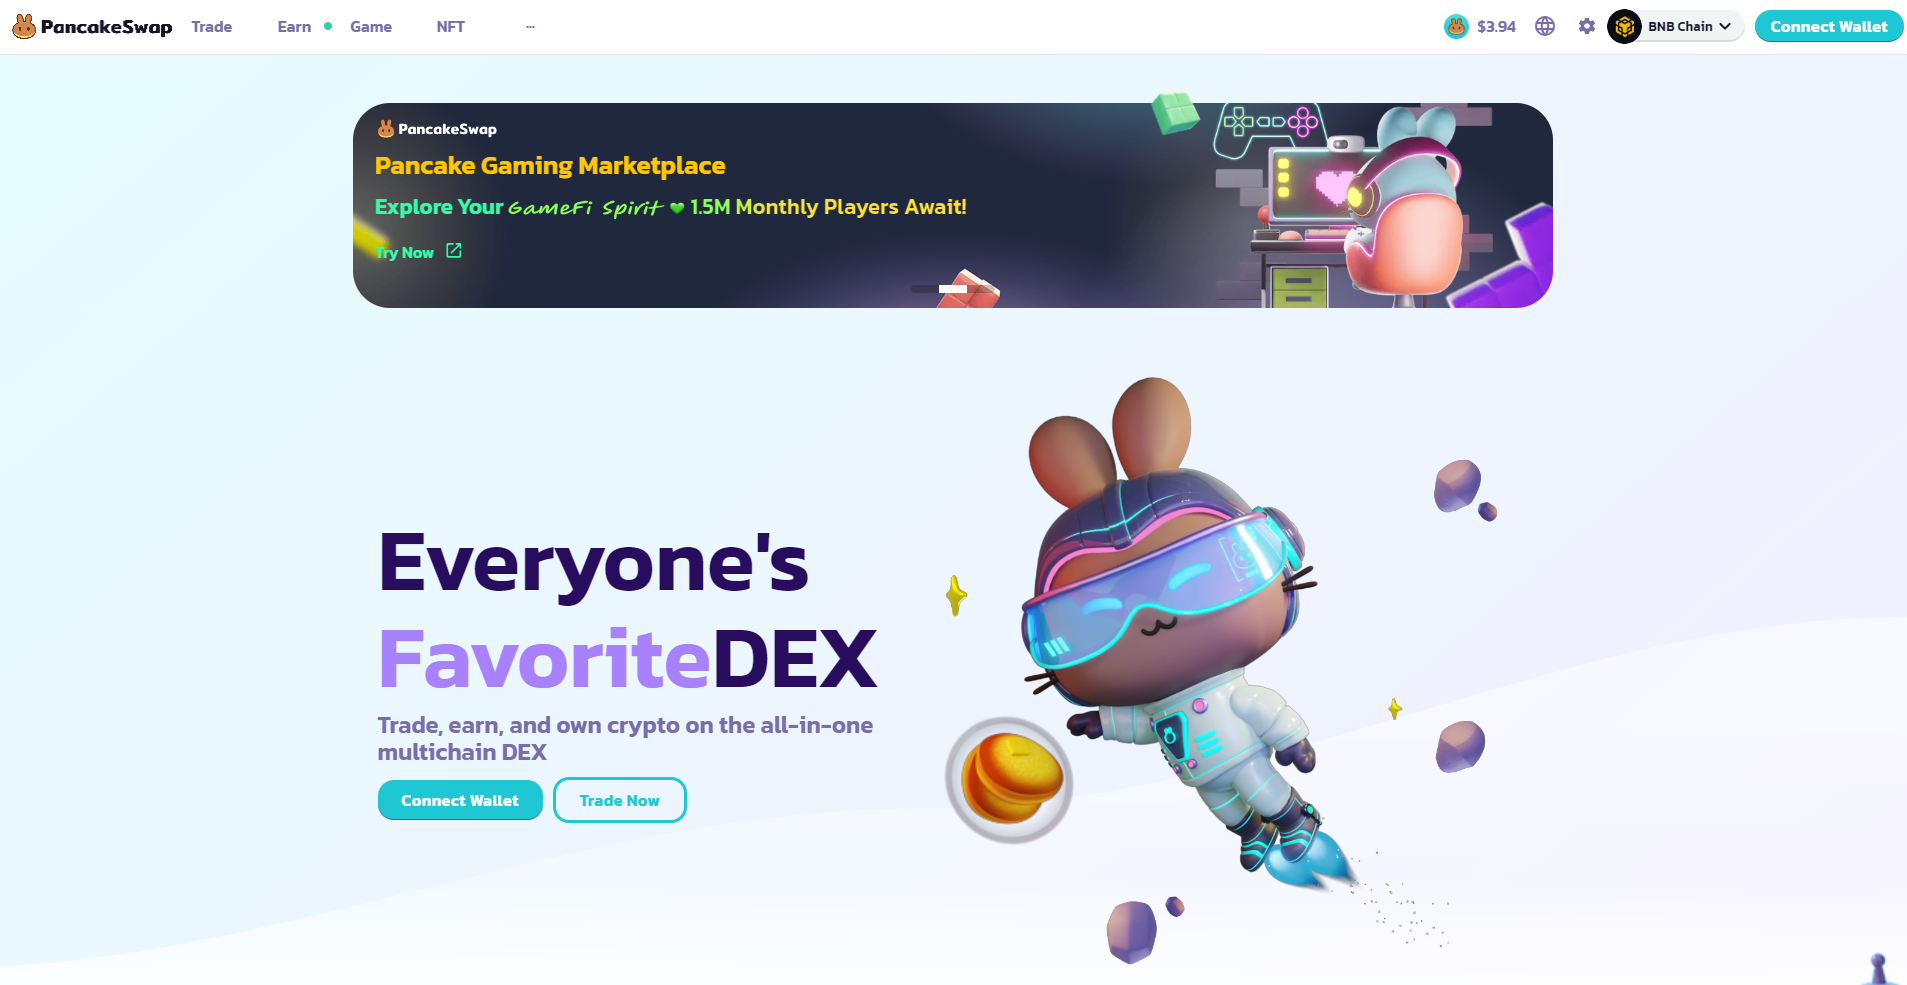 PancakeSwap
Trade
Earn
Game
NFT
...
$3.94
BNB Chain
Connect Wallet
PancakeSwap
Pancake Gaming Marketplace
Explore Your GameFi Spirit 💚 1.5M Monthly Players Await!
Try Now
Everyone's
FavoriteDEX
Trade, earn, and own crypto on the all-in-one
multichain DEX
Connect Wallet
Trade Now